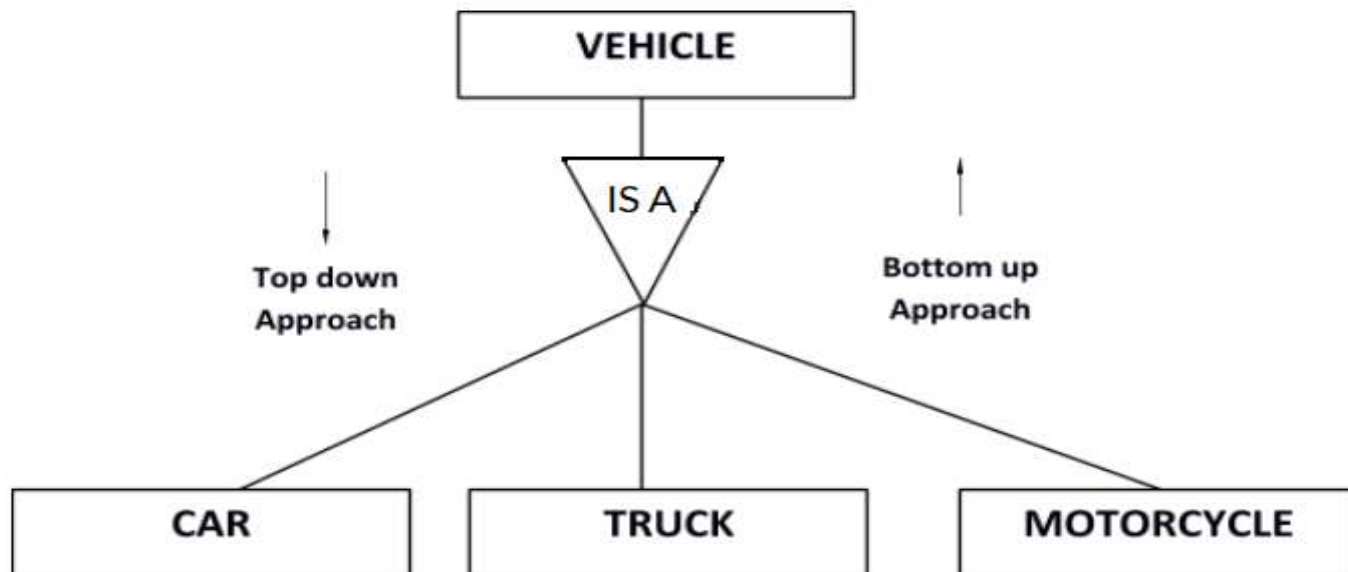 VEHICLE
IS A
Top down
Approach
Bottom up
Approach
CAR
TRUCK
MOTORCYCLE